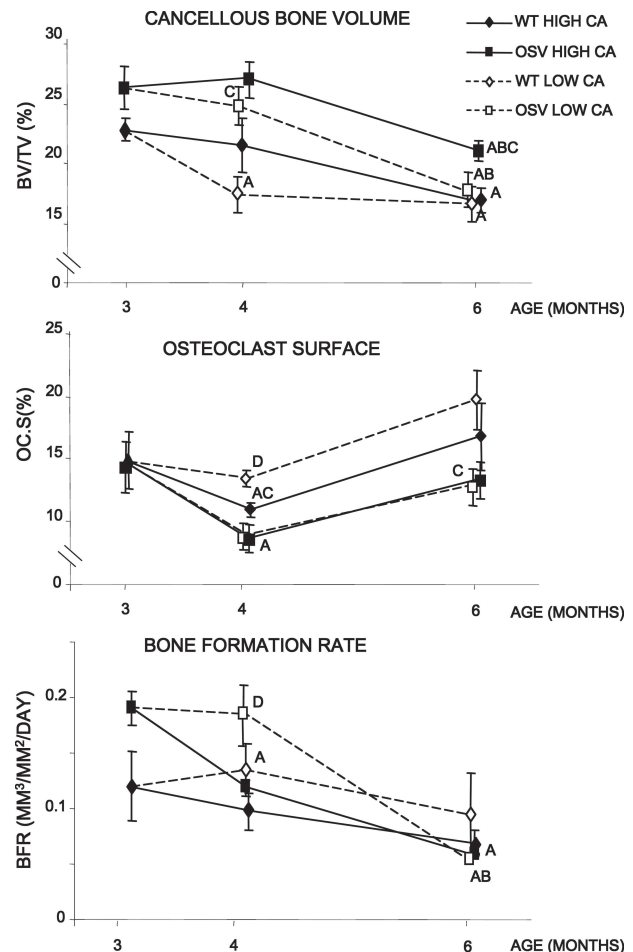 CANCELLOUS BONE VOLUME
WT HIGH CA
OSV HIGH CA
WT LOW CA
OSV LOW CA
BV/TV (%)
30
25
20
15
0
C
A
ABC
AB
A
A
3 4 6 AGE (MONTHS)
OSTEOCLAST SURFACE
OC.S(%)
25
20
15
10
0
D
AC
A
C
3 4 6 AGE (MONTHS)
BONE FORMATION RATE
BFR (MM³/MM²/DAY)
0.2
0.1
0
D
A
A
AB
3 4 6 AGE (MONTHS)